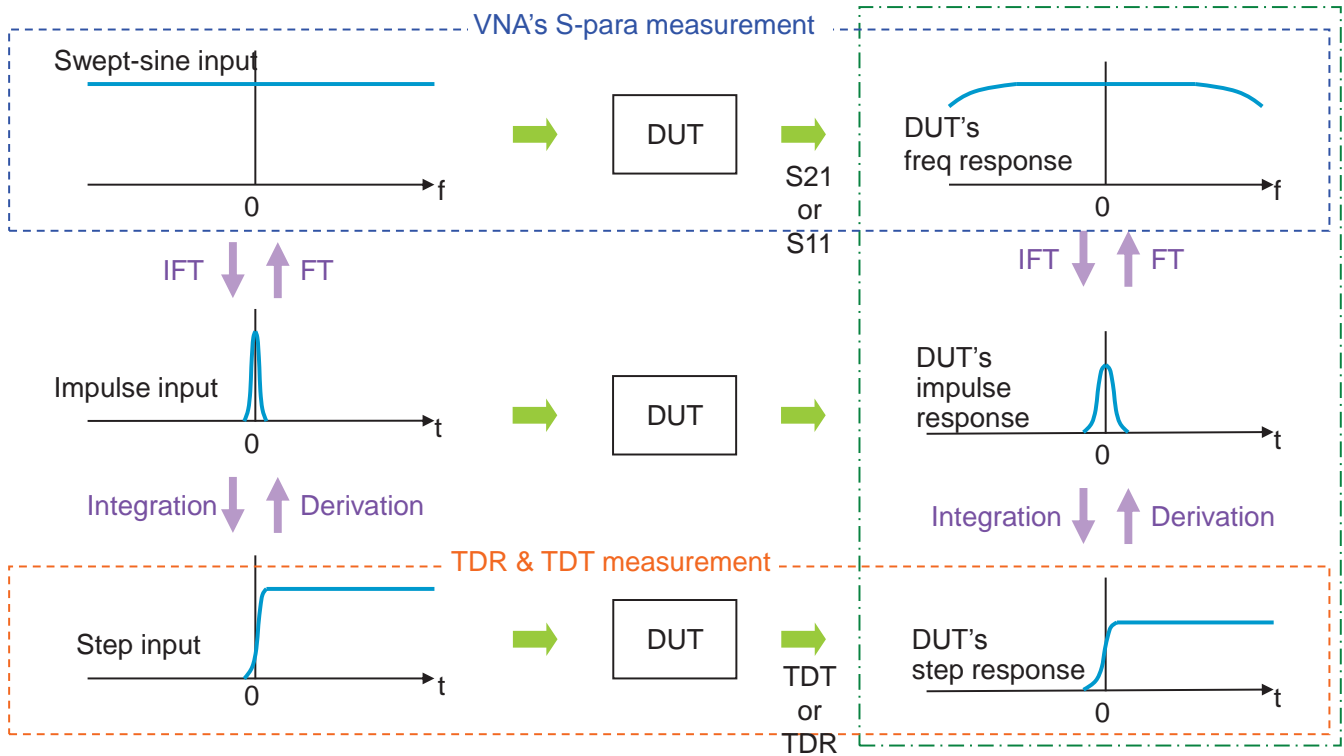 VNA's S-para measurement
Swept-sine input
f
0
DUT
S21
or
S11
DUT's
freq response
f
0
IFT
FT
IFT
FT
Impulse input
t
0
DUT
DUT's
impulse
response
t
0
Integration
Derivation
Integration
Derivation
TDR & TDT measurement
Step input
t
0
DUT
TDT
or
TDR
DUT's
step response
t
0